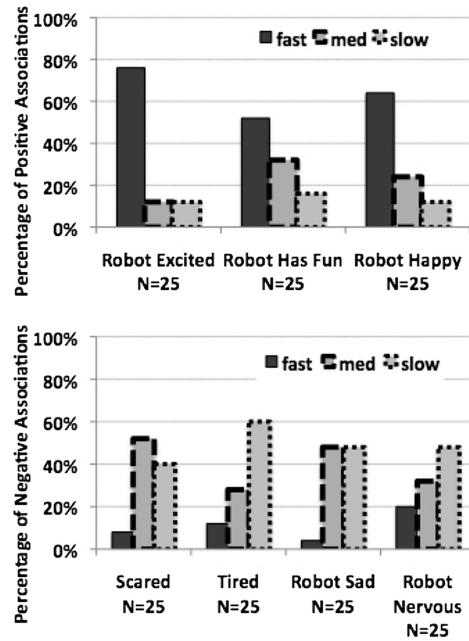 Percentage of Positive Associations
100%
80%
60%
40%
20%
0%
fast med slow
Robot Excited Robot Has Fun Robot Happy
N=25 N=25 N=25
Percentage of Negative Associations
100%
80%
60%
40%
20%
0%
fast med slow
Scared Tired Robot Sad Robot
N=25 N=25 N=25 Nervous
N=25